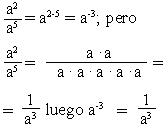 a²/a⁵ = a²⁻⁵ = a⁻³; pero
a²/a⁵ = a · a / a · a · a · a · a =
= 1/a³ luego a⁻³ = 1/a³